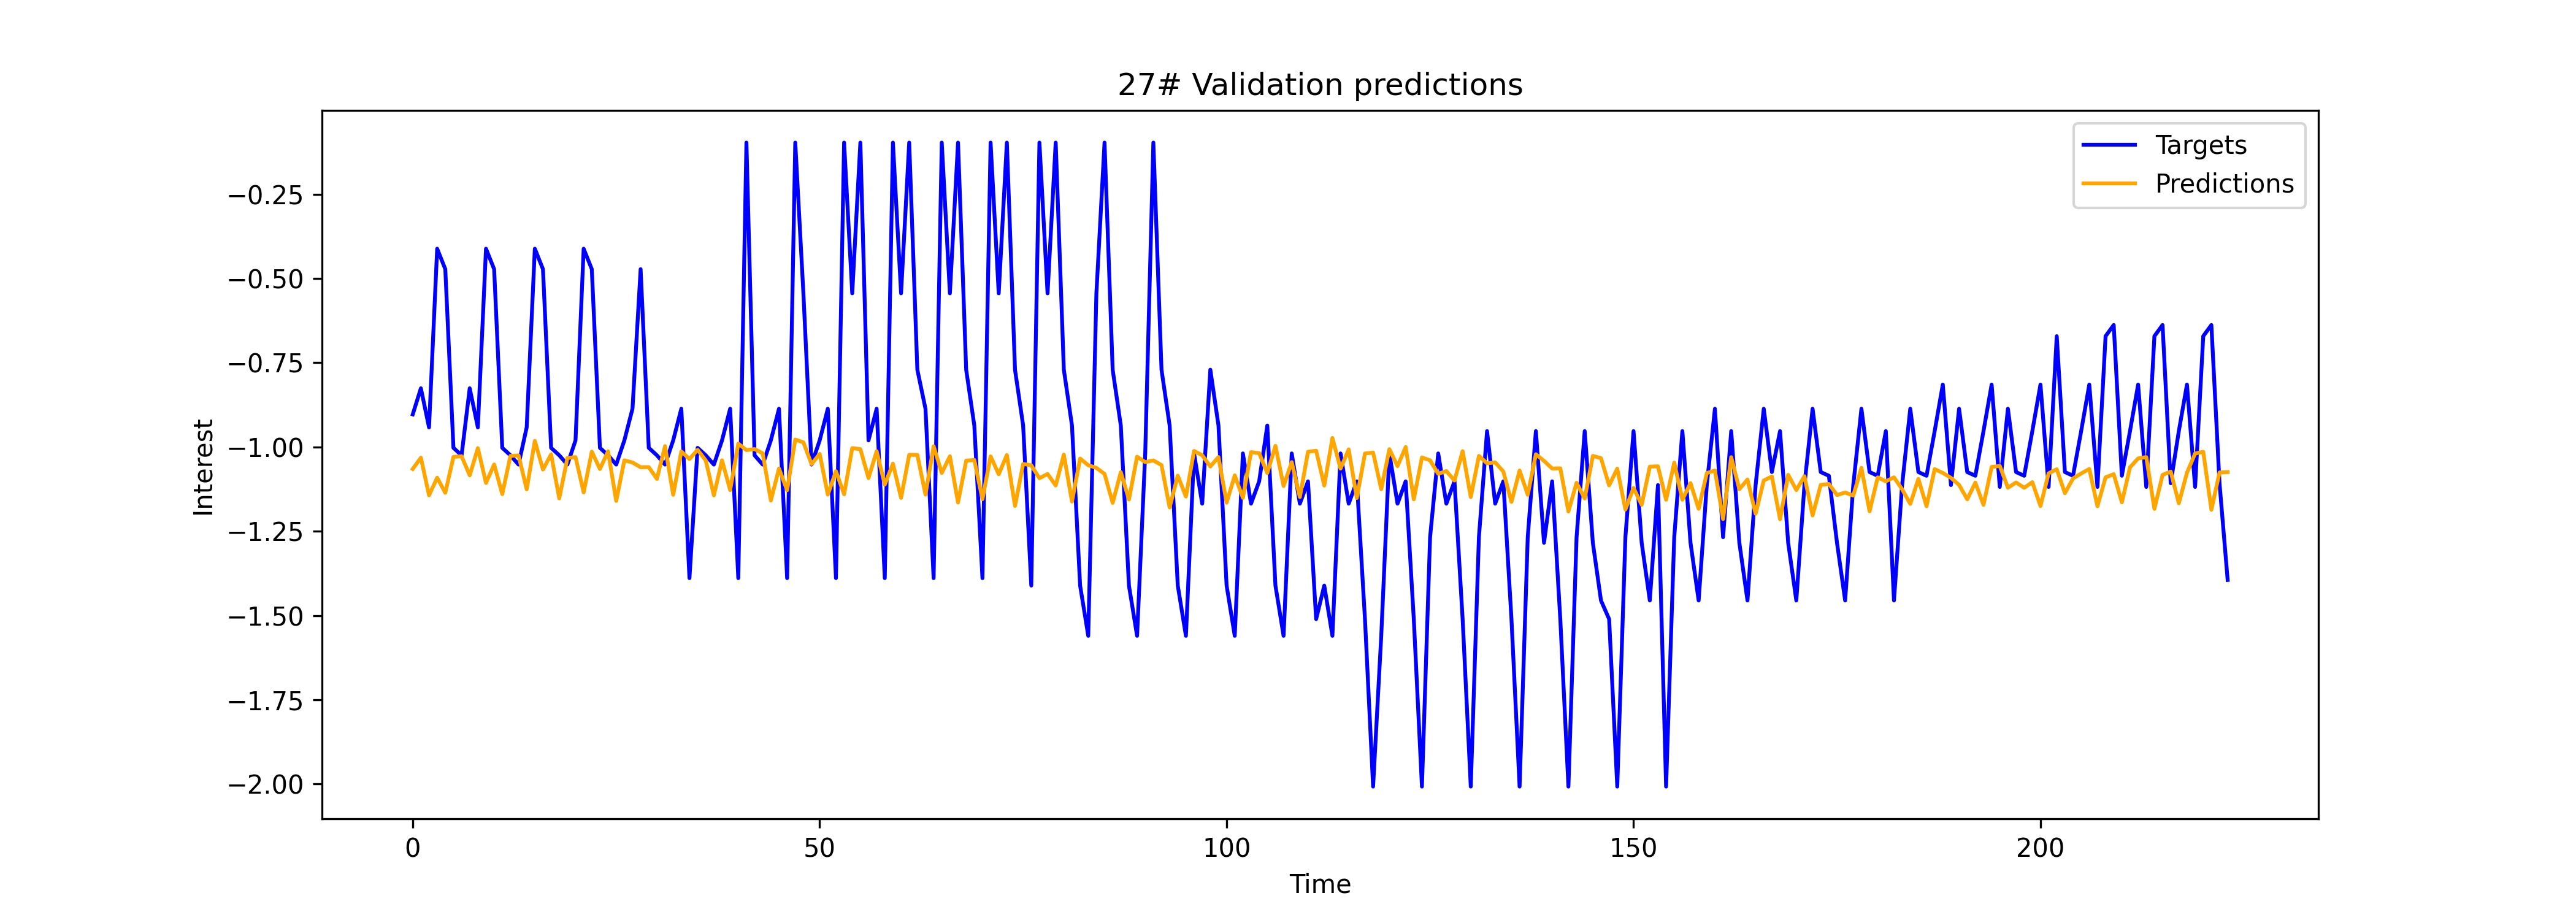 27# Validation predictions
Targets
Predictions
Interest
−0.25
−0.50
−0.75
−1.00
−1.25
−1.50
−1.75
−2.00
0 50 100 150 200
Time